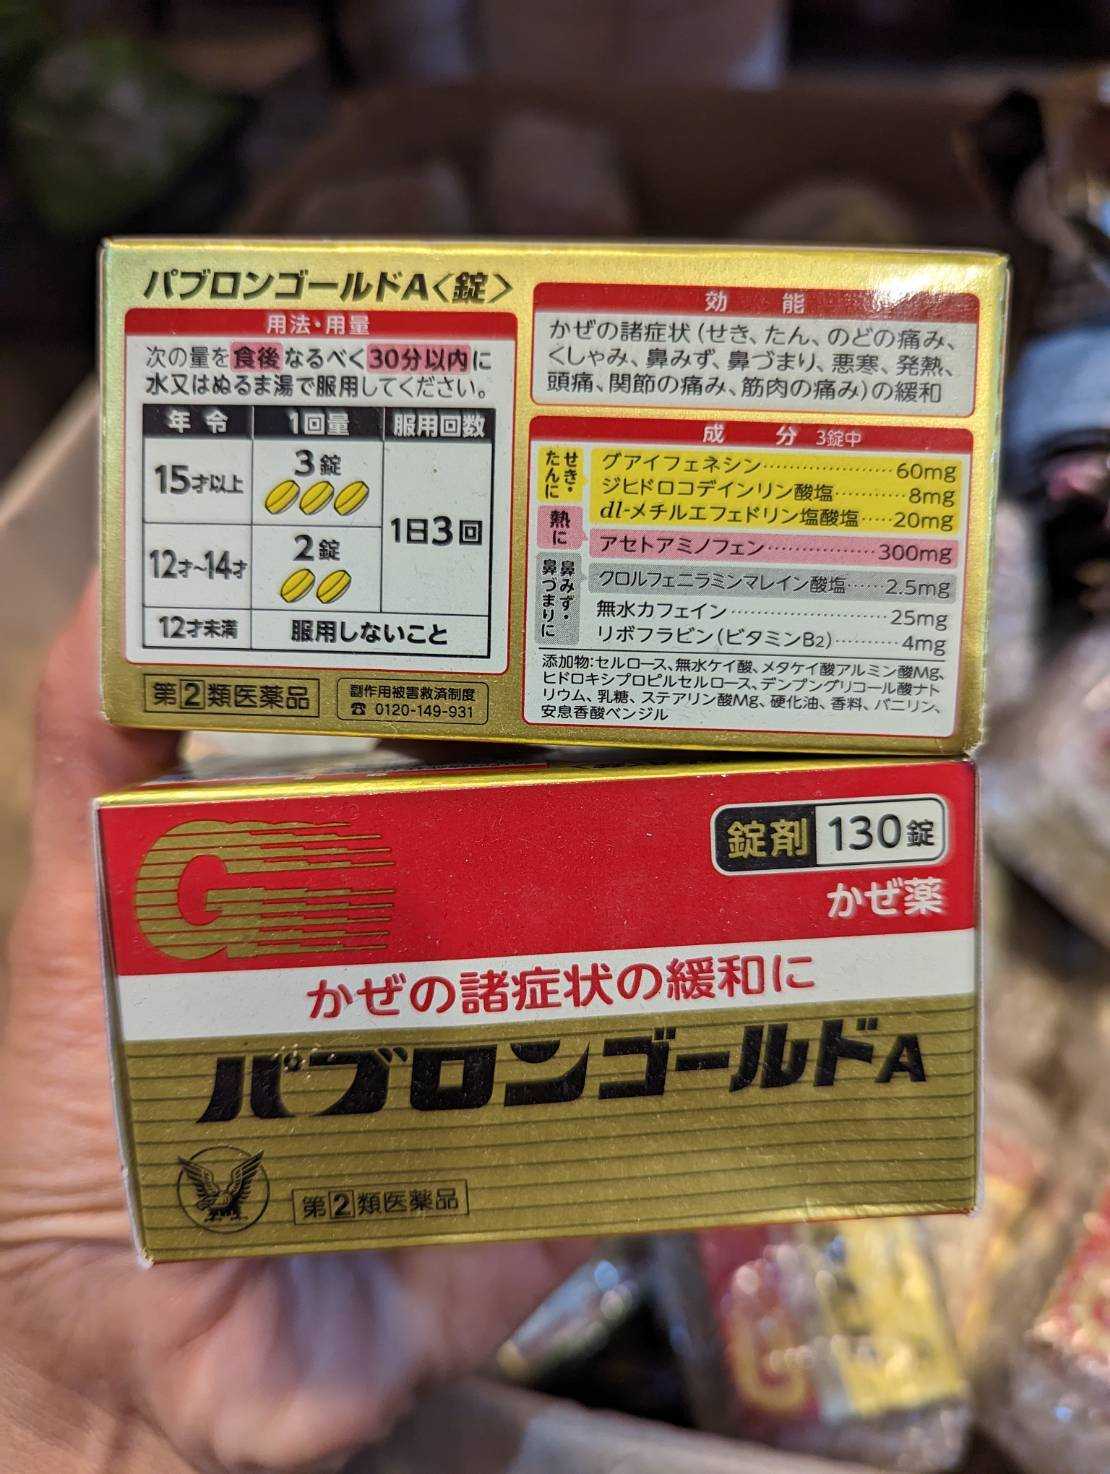 パブロンゴールドA〈錠〉
用法・用量
次の量を食後なるべく30分以内に
水又はぬるま湯で服用してください。
年令 1回量 服用回数
15才以上 3錠 1日3回
12才~14才 2錠
12才未満 服用しないこと
第2類医薬品
副作用被害救済制度
☎ 0120-149-931
効能
かぜの諸症状(せき、たん、のどの痛み、
くしゃみ、鼻みず、鼻づまり、悪寒、発熱、
頭痛、関節の痛み、筋肉の痛み)の緩和
成分 3錠中
せき・たんに
グアイフェネシン…………………60mg
ジヒドロコデインリン酸塩…………8mg
dl-メチルエフェドリン塩酸塩……20mg
熱に
アセトアミノフェン………………300mg
鼻みず・鼻づまりに
クロルフェニラミンマレイン酸塩……2.5mg
無水カフェイン………………………25mg
リボフラビン(ビタミンB2)…………4mg
添加物:セルロース、無水ケイ酸、メタケイ酸アルミン酸Mg、
ヒドロキシプロピルセルロース、デンプングリコール酸ナト
リウム、乳糖、ステアリン酸Mg、硬化油、香料、バニリン、
安息香酸ベンジル
G
錠剤 130錠
かぜ薬
かぜの諸症状の緩和に
パブロンゴールドA
第2類医薬品